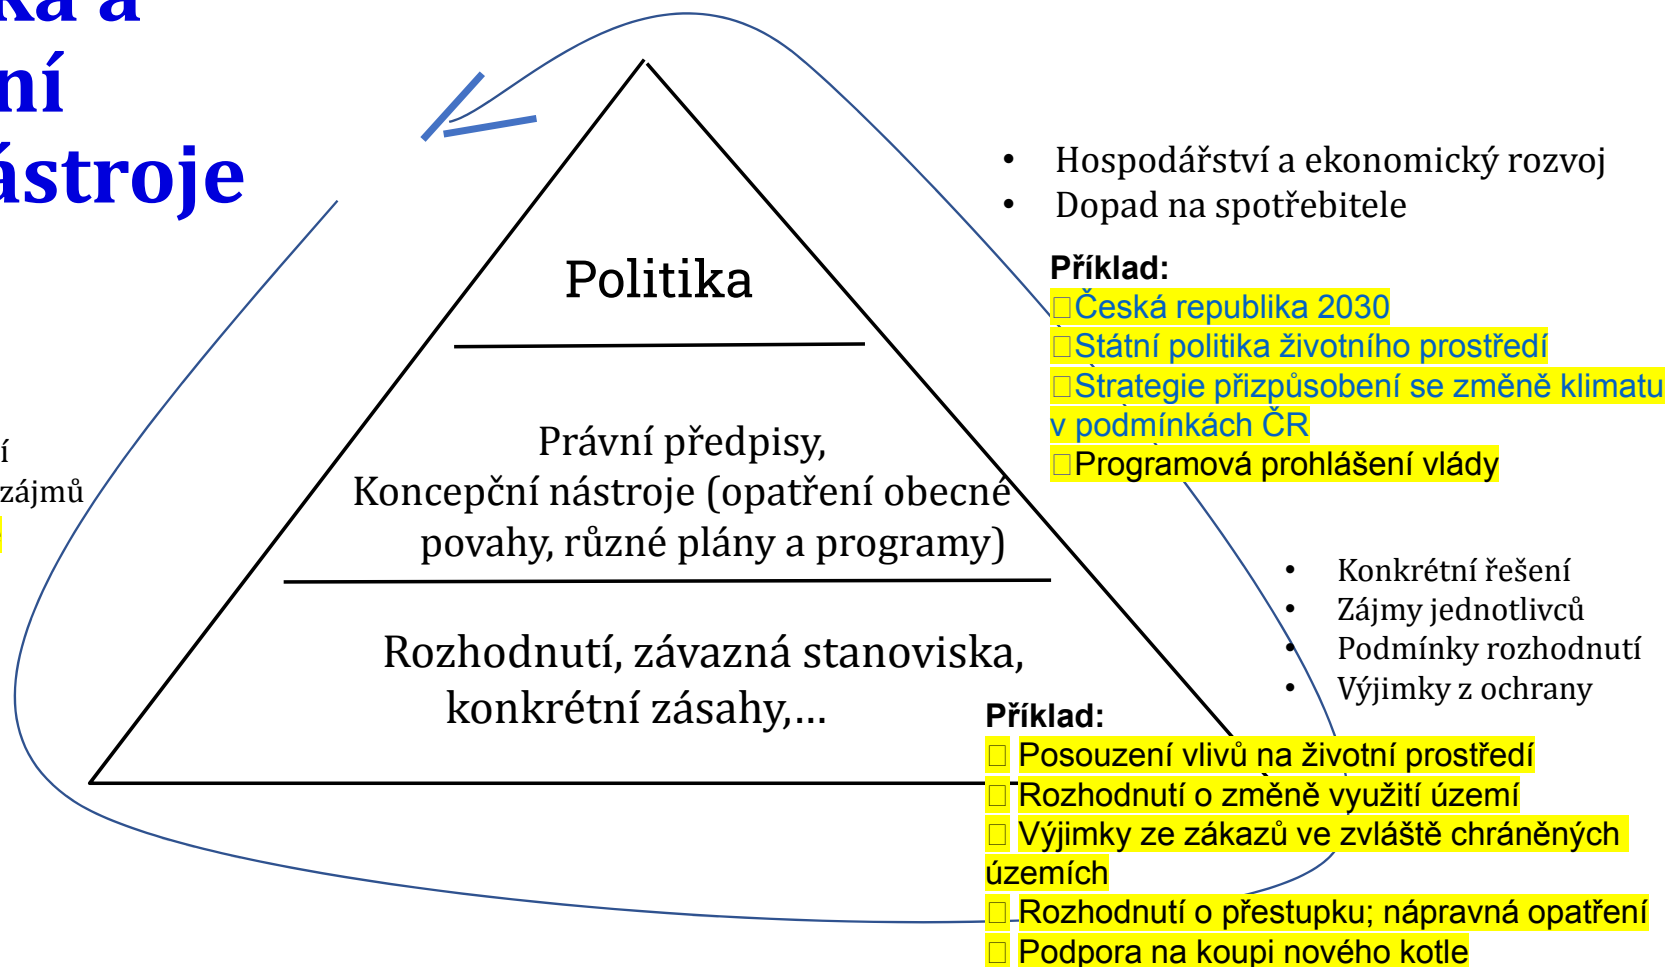 a
ní
ástroje
Hospodářství a ekonomický rozvoj
Dopad na spotřebitele
Politika
Příklad:
Česká republika 2030
Státní politika životního prostředí
Strategie přizpůsobení se změně klimatu
v podmínkách ČR
Programová prohlášení vlády
Právní předpisy,
Koncepční nástroje (opatření obecné
povahy, různé plány a programy)
í
zájmů
Konkrétní řešení
Zájmy jednotlivců
Podmínky rozhodnutí
Výjimky z ochrany
Rozhodnutí, závazná stanoviska,
konkrétní zásahy,...
Příklad:
Posouzení vlivů na životní prostředí
Rozhodnutí o změně využití území
Výjimky ze zákazů ve zvláště chráněných
územích
Rozhodnutí o přestupku; nápravná opatření
Podpora na koupi nového kotle